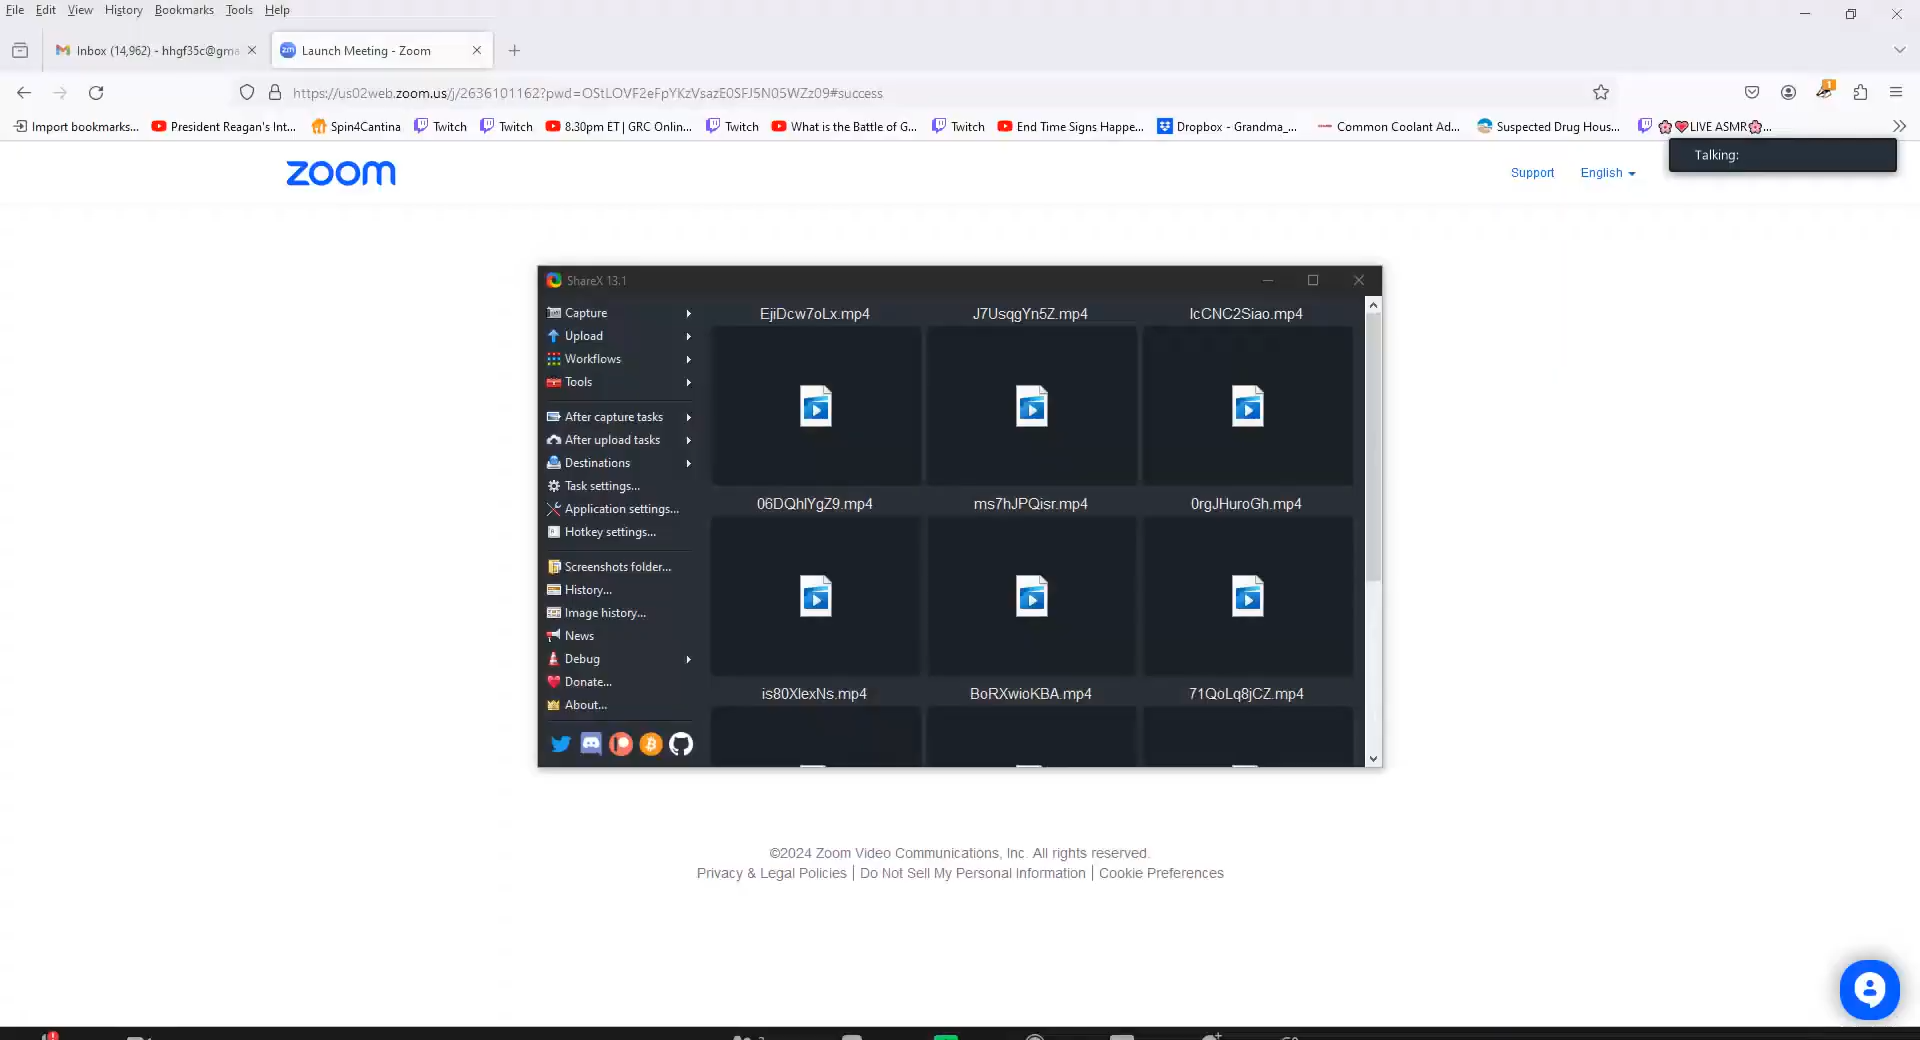 File Edit View History Bookmarks Tools Help
Inbox (14,962) - hhgf35c@gma
Launch Meeting - Zoom
https://us02web.zoom.us/j/2636101162?pwd=OStLOVF2eFpYKzVsazE0SFJ5N05WZz09#success
1
Import bookmarks... President Reagan's Int... Spin4Cantina Twitch Twitch 8.30pm ET | GRC Onlin... Twitch What is the Battle of G... Twitch End Time Signs Happe... Dropbox - Grandma_... Common Coolant Ad... Suspected Drug Hous... 🌸❤️LIVE ASMR🌸...
Talking:
zoom
Support English
ShareX 13.1
Capture
Upload
Workflows
Tools
After capture tasks
After upload tasks
Destinations
Task settings...
Application settings...
Hotkey settings...
Screenshots folder...
History...
Image history...
News
Debug
Donate...
About...
EjiDcw7oLx.mp4 J7UsqgYn5Z.mp4 IcCNC2Siao.mp4
06DQhlYgZ9.mp4 ms7hJPQisr.mp4 0rgJHuroGh.mp4
is80XlexNs.mp4 BoRXwioKBA.mp4 71QoLq8jCZ.mp4
©2024 Zoom Video Communications, Inc. All rights reserved.
Privacy & Legal Policies | Do Not Sell My Personal Information | Cookie Preferences